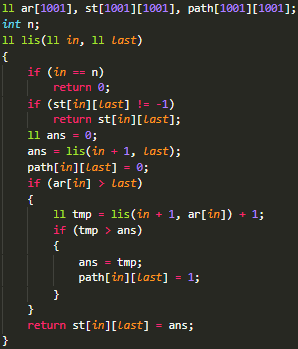 ll ar[1001], st[1001][1001], path[1001][1001];
int n;
ll lis(ll in, ll last)
{
    if (in == n)
        return 0;
    if (st[in][last] != -1)
        return st[in][last];
    ll ans = 0;
    ans = lis(in + 1, last);
    path[in][last] = 0;
    if (ar[in] > last)
    {
        ll tmp = lis(in + 1, ar[in]) + 1;
        if (tmp > ans)
        {
            ans = tmp;
            path[in][last] = 1;
        }
    }
    return st[in][last] = ans;
}